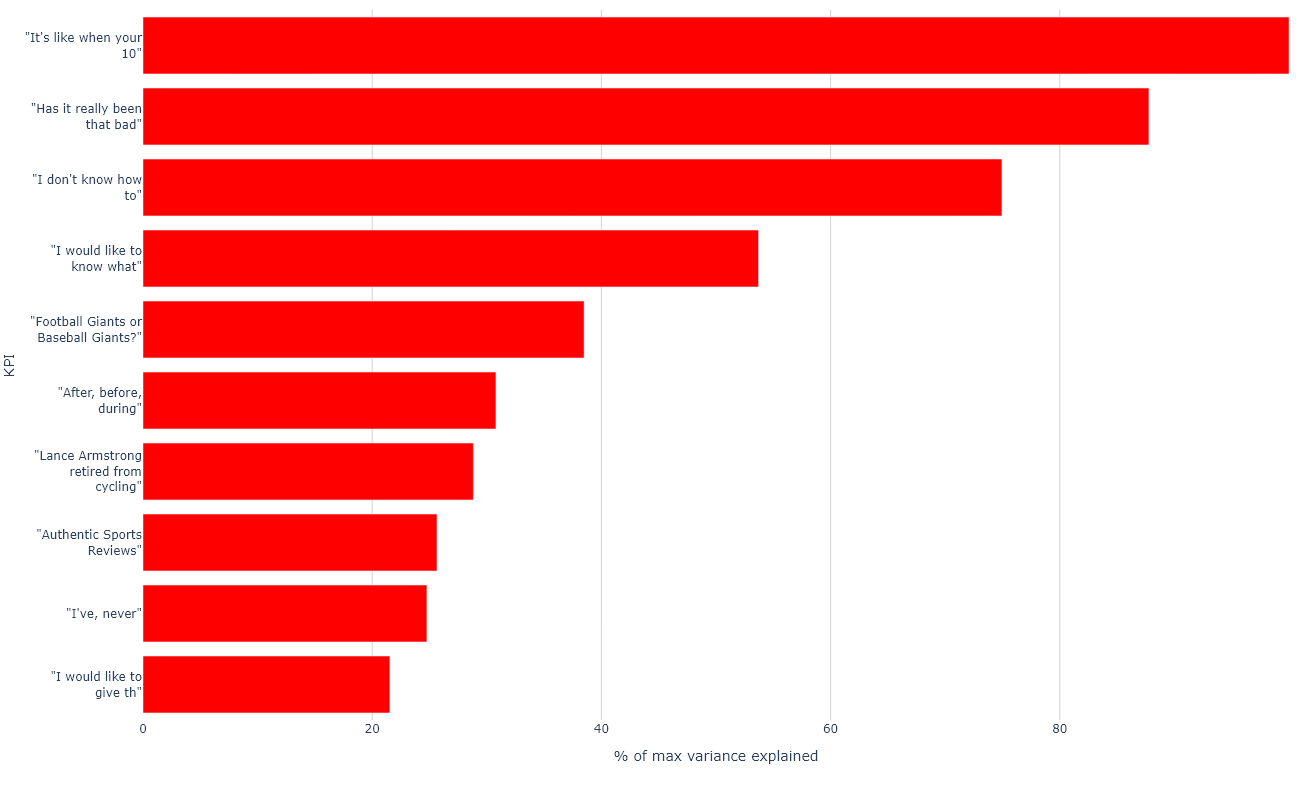 "It's like when your
10"
"Has it really been
that bad"
"I don't know how
to"
"I would like to
know what"
"Football Giants or
Baseball Giants?"
"After, before,
during"
"Lance Armstrong
retired from
cycling"
"Authentic Sports
Reviews"
"I've, never"
"I would like to
give th"
KPI
0 20 40 60 80
% of max variance explained